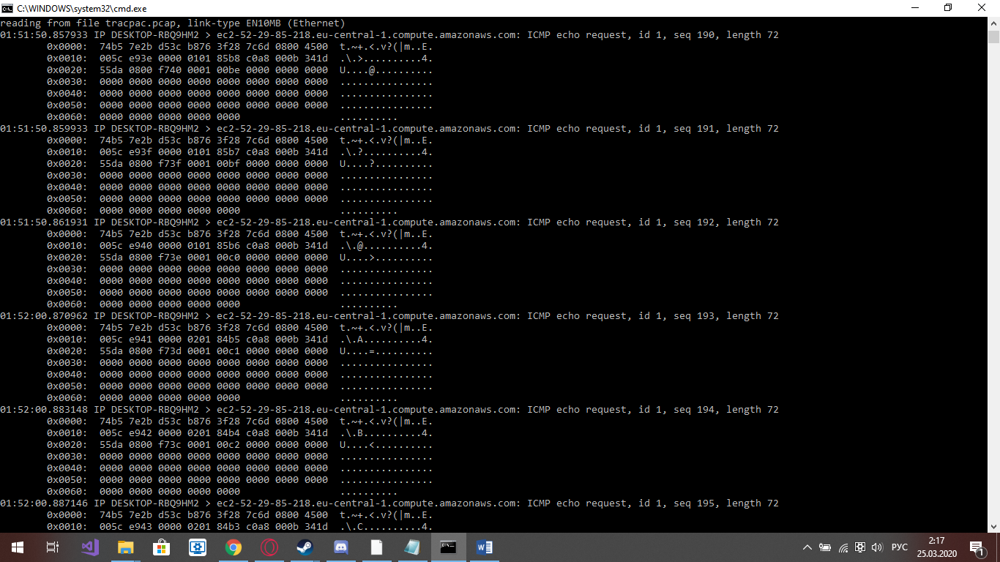 C:\WINDOWS\system32\cmd.exe
reading from file tracpac.pcap, link-type EN10MB (Ethernet)
01:51:50.857933 IP DESKTOP-RBQ9HM2 > ec2-52-29-85-218.eu-central-1.compute.amazonaws.com: ICMP echo request, id 1, seq 190, length 72
0x0000: 74b5 7e2b d53c b876 3f28 7c6d 0800 4500 t.~+.<.v?(|m..E.
0x0010: 005c e93e 0000 0101 85b8 c0a8 000b 341d .\.>..........4.
0x0020: 55da 0800 f740 0001 00be 0000 0000 0000 U....@..........
0x0030: 0000 0000 0000 0000 0000 0000 0000 0000 ................
0x0040: 0000 0000 0000 0000 0000 0000 0000 0000 ................
0x0050: 0000 0000 0000 0000 0000 0000 0000 0000 ................
0x0060: 0000 0000 0000 0000 0000 ..........
01:51:50.859933 IP DESKTOP-RBQ9HM2 > ec2-52-29-85-218.eu-central-1.compute.amazonaws.com: ICMP echo request, id 1, seq 191, length 72
0x0000: 74b5 7e2b d53c b876 3f28 7c6d 0800 4500 t.~+.<.v?(|m..E.
0x0010: 005c e93f 0000 0101 85b7 c0a8 000b 341d .\.?..........4.
0x0020: 55da 0800 f73f 0001 00bf 0000 0000 0000 U....?..........
0x0030: 0000 0000 0000 0000 0000 0000 0000 0000 ................
0x0040: 0000 0000 0000 0000 0000 0000 0000 0000 ................
0x0050: 0000 0000 0000 0000 0000 0000 0000 0000 ................
0x0060: 0000 0000 0000 0000 0000 ..........
01:51:50.861931 IP DESKTOP-RBQ9HM2 > ec2-52-29-85-218.eu-central-1.compute.amazonaws.com: ICMP echo request, id 1, seq 192, length 72
0x0000: 74b5 7e2b d53c b876 3f28 7c6d 0800 4500 t.~+.<.v?(|m..E.
0x0010: 005c e940 0000 0101 85b6 c0a8 000b 341d .\.@..........4.
0x0020: 55da 0800 f73e 0001 00c0 0000 0000 0000 U....>..........
0x0030: 0000 0000 0000 0000 0000 0000 0000 0000 ................
0x0040: 0000 0000 0000 0000 0000 0000 0000 0000 ................
0x0050: 0000 0000 0000 0000 0000 0000 0000 0000 ................
0x0060: 0000 0000 0000 0000 0000 ..........
01:52:00.870962 IP DESKTOP-RBQ9HM2 > ec2-52-29-85-218.eu-central-1.compute.amazonaws.com: ICMP echo request, id 1, seq 193, length 72
0x0000: 74b5 7e2b d53c b876 3f28 7c6d 0800 4500 t.~+.<.v?(|m..E.
0x0010: 005c e941 0000 0201 84b5 c0a8 000b 341d .\.A..........4.
0x0020: 55da 0800 f73d 0001 00c1 0000 0000 0000 U....=..........
0x0030: 0000 0000 0000 0000 0000 0000 0000 0000 ................
0x0040: 0000 0000 0000 0000 0000 0000 0000 0000 ................
0x0050: 0000 0000 0000 0000 0000 0000 0000 0000 ................
0x0060: 0000 0000 0000 0000 0000 ..........
01:52:00.883148 IP DESKTOP-RBQ9HM2 > ec2-52-29-85-218.eu-central-1.compute.amazonaws.com: ICMP echo request, id 1, seq 194, length 72
0x0000: 74b5 7e2b d53c b876 3f28 7c6d 0800 4500 t.~+.<.v?(|m..E.
0x0010: 005c e942 0000 0201 84b4 c0a8 000b 341d .\.B..........4.
0x0020: 55da 0800 f73c 0001 00c2 0000 0000 0000 U....<..........
0x0030: 0000 0000 0000 0000 0000 0000 0000 0000 ................
0x0040: 0000 0000 0000 0000 0000 0000 0000 0000 ................
0x0050: 0000 0000 0000 0000 0000 0000 0000 0000 ................
0x0060: 0000 0000 0000 0000 0000 ..........
01:52:00.887146 IP DESKTOP-RBQ9HM2 > ec2-52-29-85-218.eu-central-1.compute.amazonaws.com: ICMP echo request, id 1, seq 195, length 72
0x0000: 74b5 7e2b d53c b876 3f28 7c6d 0800 4500 t.~+.<.v?(|m..E.
0x0010: 005c e943 0000 0201 84b3 c0a8 000b 341d .\.C..........4.
РУС
2:17
25.03.2020
1